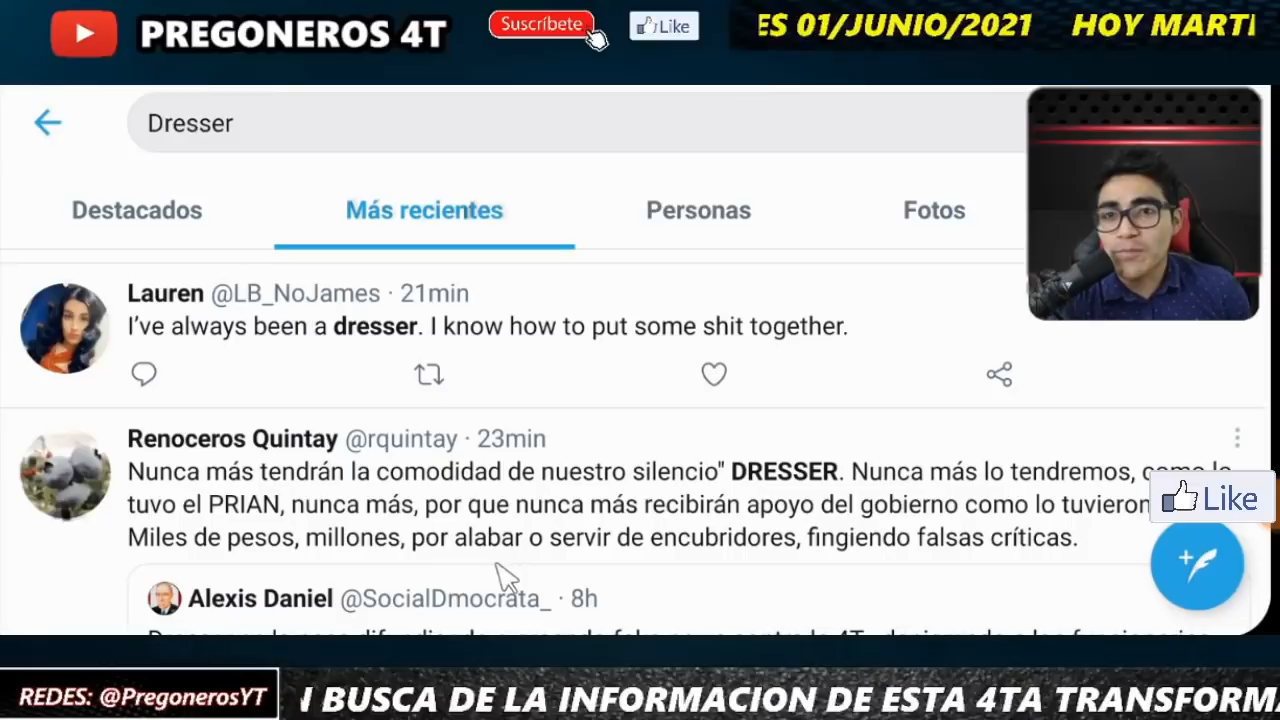 PREGONEROS 4T
Suscríbete
Like
ES 01/JUNIO/2021 HOY MARTI
Dresser
Destacados Más recientes Personas Fotos
Lauren @LB_NoJames · 21min
I've always been a dresser. I know how to put some shit together.
Renoceros Quintay @rquintay · 23min
Nunca más tendrán la comodidad de nuestro silencio" DRESSER. Nunca más lo tendremos, como lo
tuvo el PRIAN, nunca más, por que nunca más recibirán apoyo del gobierno como lo tuvieron
Like
Miles de pesos, millones, por alabar o servir de encubridores, fingiendo falsas críticas.
Alexis Daniel @SocialDmocrata_ · 8h
REDES: @PregonerosYT
N BUSCA DE LA INFORMACION DE ESTA 4TA TRANSFORMA